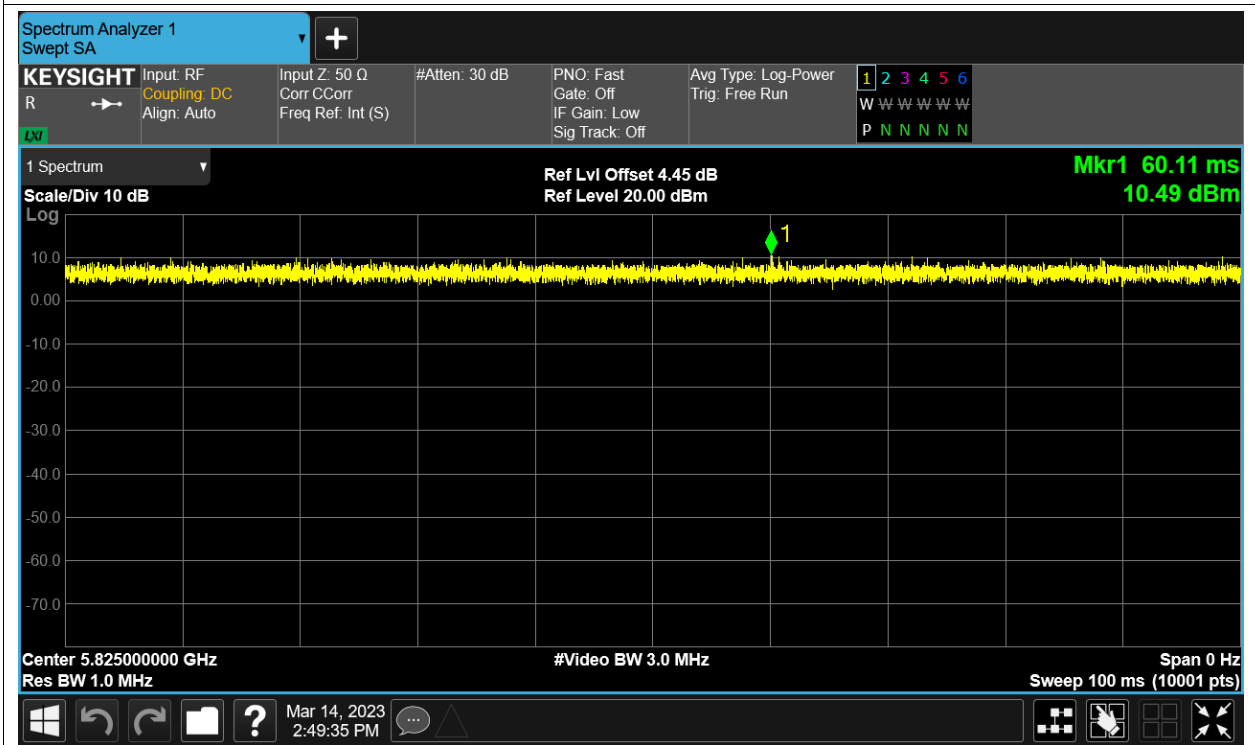 Spectrum Analyzer 1
Swept SA
KEYSIGHT
R
LXI
Input: RF
Coupling: DC
Align: Auto
Input Z: 50 Ω
Corr CCorr
Freq Ref: Int (S)
#Atten: 30 dB
PNO: Fast
Gate: Off
IF Gain: Low
Sig Track: Off
Avg Type: Log-Power
Trig: Free Run
1 2 3 4 5 6
W W W W W W
P N N N N N
1 Spectrum
Scale/Div 10 dB
Log
Ref Lvl Offset 4.45 dB
Ref Level 20.00 dBm
Mkr1 60.11 ms
10.49 dBm
1
10.0
0.00
-10.0
-20.0
-30.0
-40.0
-50.0
-60.0
-70.0
Center 5.825000000 GHz
Res BW 1.0 MHz
#Video BW 3.0 MHz
Span 0 Hz
Sweep 100 ms (10001 pts)
?
Mar 14, 2023
2:49:35 PM